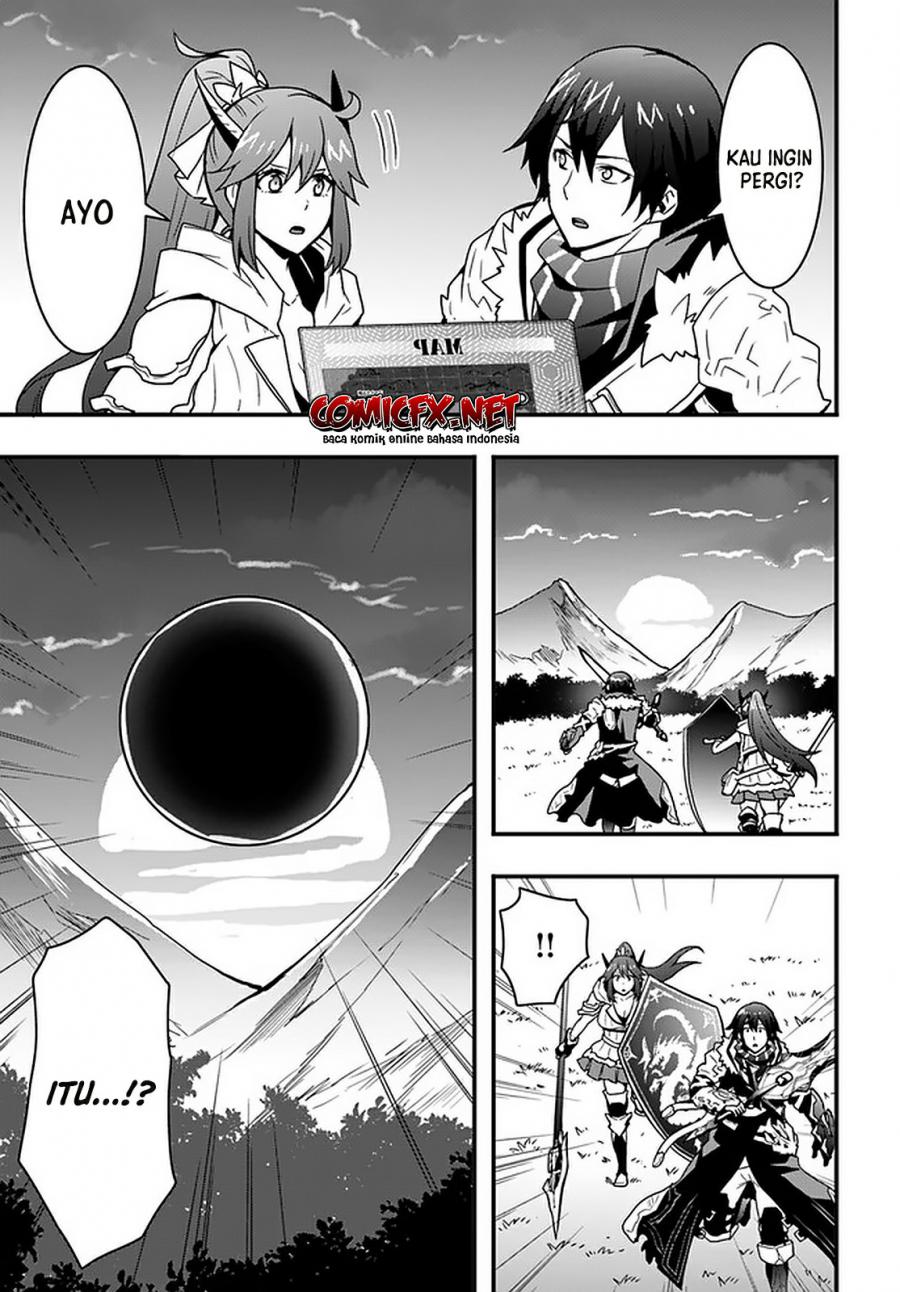 KAU INGIN
PERGI?
AYO
MAP
COMICFX.NET
Baca Komik Online Bahasa Indonesia
!!
ITU....!?